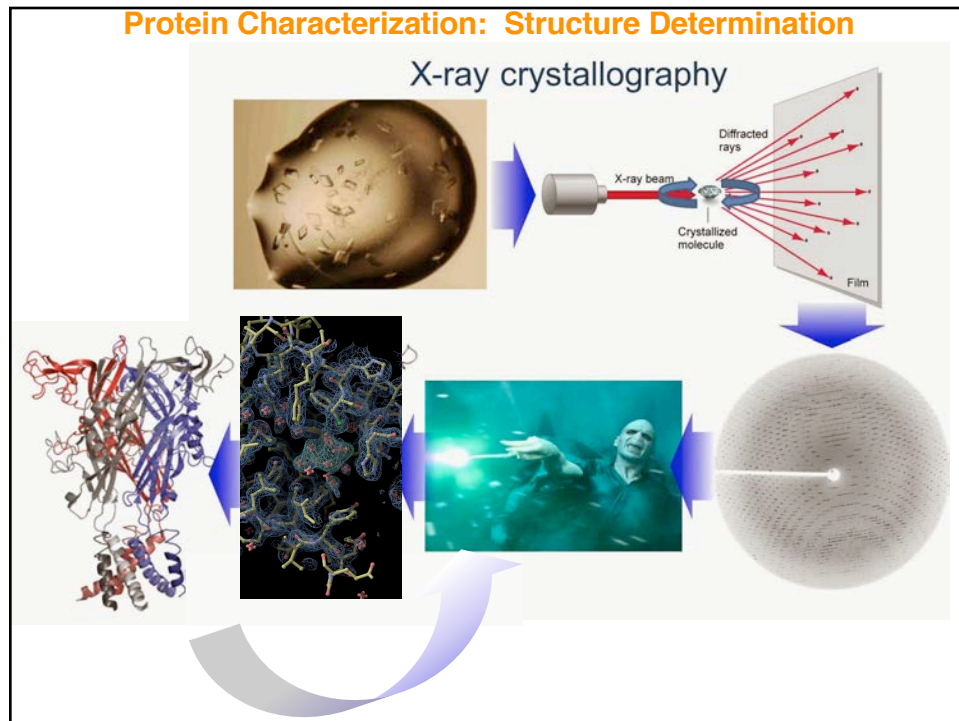 Protein Characterization: Structure Determination
X-ray crystallography
Diffracted
rays
X-ray beam
Crystallized
molecule
Film